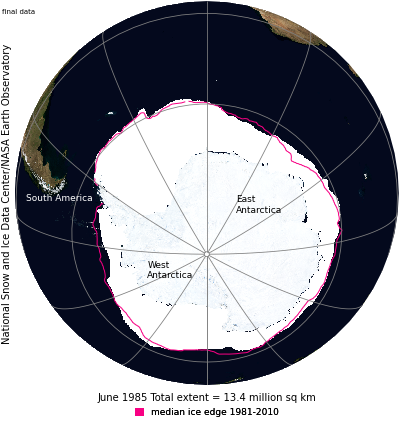 final data
National Snow and Ice Data Center/NASA Earth Observatory
South America
East
Antarctica
West
Antarctica
June 1985 Total extent = 13.4 million sq km
median ice edge 1981-2010